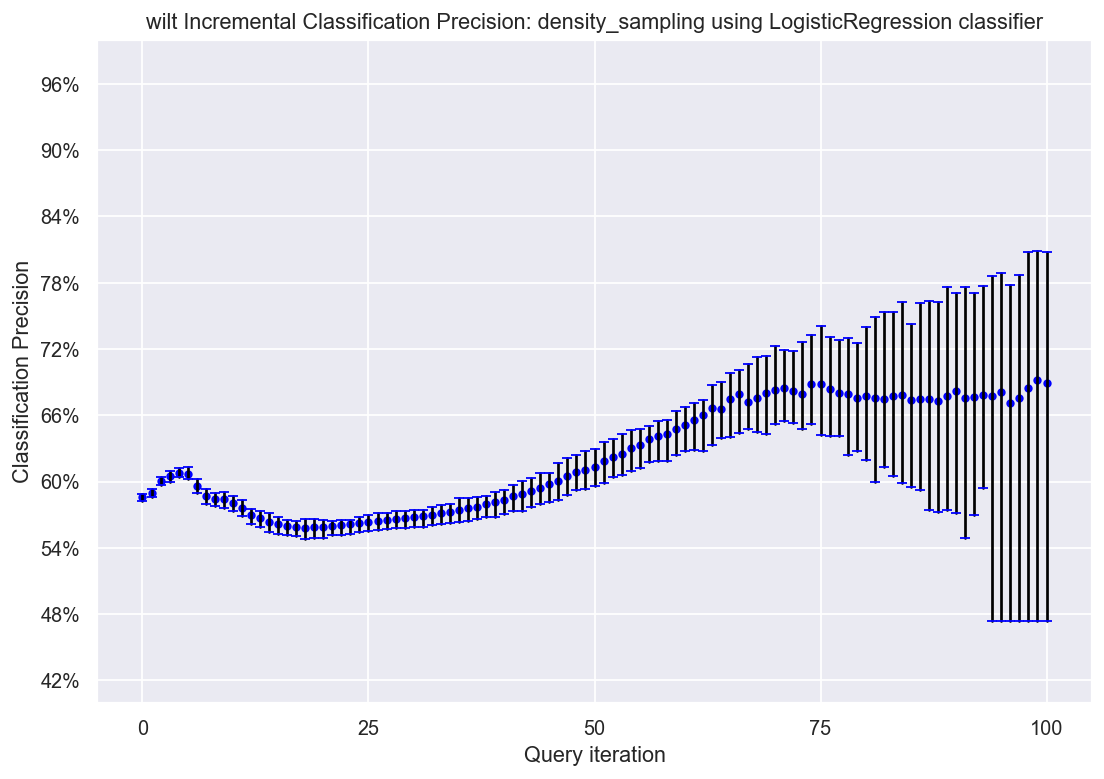 wilt Incremental Classification Precision: density_sampling using LogisticRegression classifier
96%
90%
84%
78%
72%
66%
60%
54%
48%
42%
Classification Precision
0 25 50 75 100
Query iteration